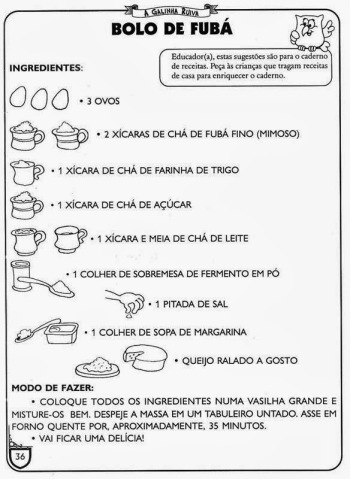 A GALINHA RUIVA
BOLO DE FUBÁ
Educador(a), estas sugestões são para o caderno
de receitas. Peça às crianças que tragam receitas
de casa para enriquecer o caderno.
INGREDIENTES:
• 3 OVOS
• 2 XÍCARAS DE CHÁ DE FUBÁ FINO (MIMOSO)
• 1 XÍCARA DE CHÁ DE FARINHA DE TRIGO
• 1 XÍCARA DE CHÁ DE AÇÚCAR
• 1 XÍCARA E MEIA DE CHÁ DE LEITE
• 1 COLHER DE SOBREMESA DE FERMENTO EM PÓ
• 1 PITADA DE SAL
• 1 COLHER DE SOPA DE MARGARINA
• QUEIJO RALADO A GOSTO
MODO DE FAZER:
• COLOQUE TODOS OS INGREDIENTES NUMA VASILHA GRANDE E
MISTURE-OS BEM. DESPEJE A MASSA EM UM TABULEIRO UNTADO. ASSE EM
FORNO QUENTE POR, APROXIMADAMENTE, 35 MINUTOS.
• VAI FICAR UMA DELÍCIA!
36